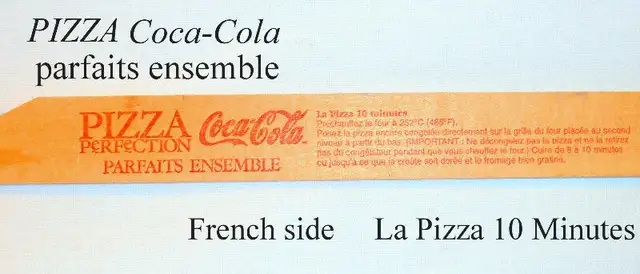 PIZZA Coca-Cola
parfaits ensemble
PIZZA
PERFECTION
Coca-Cola
PARFAITS ENSEMBLE
La Pizza 10 minutes
Préchauffez le four à 252°C (466°F).
Posez la pizza encore congelée directement sur la grille du four placée au second
niveau à partir du bas. (IMPORTANT : Ne décongelez pas la pizza et ne la retirez
pas du congélateur pendant que vous chauffez le four.) Cuire de 8 à 10 minutes
ou jusqu'à ce que la croûte soit dorée et le fromage bien gratiné.
French side La Pizza 10 Minutes